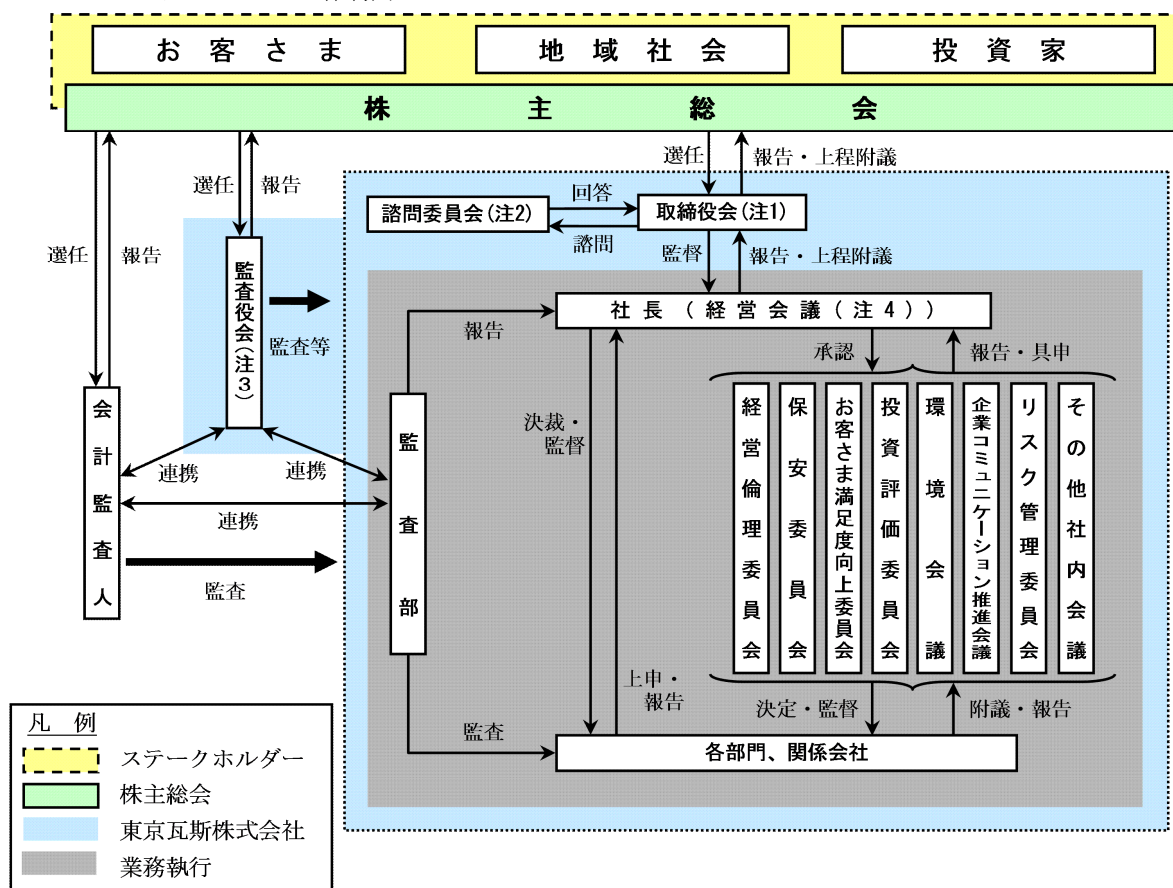 お客さま
地域社会
投資家
株主総会
選任
報告・上程附議
選任
報告
回答
諮問委員会(注2)
取締役会(注1)
諮問
選任
報告
監督
報告・上程附議
監査役会(注3)
監査等
社長(経営会議(注4))
報告
承認
報告・具申
会計監査人
監査部
決裁・
監督
経営倫理委員会
保安委員会
お客さま満足度向上委員会
投資評価委員会
環境会議
企業コミュニケーション推進会議
リスク管理委員会
その他社内会議
連携
連携
連携
監査
上申・
報告
決定・監督
附議・報告
監査
各部門、関係会社
凡 例
ステークホルダー
株主総会
東京瓦斯株式会社
業務執行